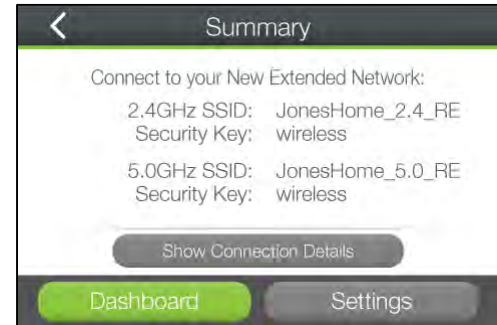 Summary
Connect to your New Extended Network:
2.4GHz SSID: JonesHome_2.4_RE
Security Key: wireless
5.0GHz SSID: JonesHome_5.0_RE
Security Key: wireless
Show Connection Details
Dashboard Settings